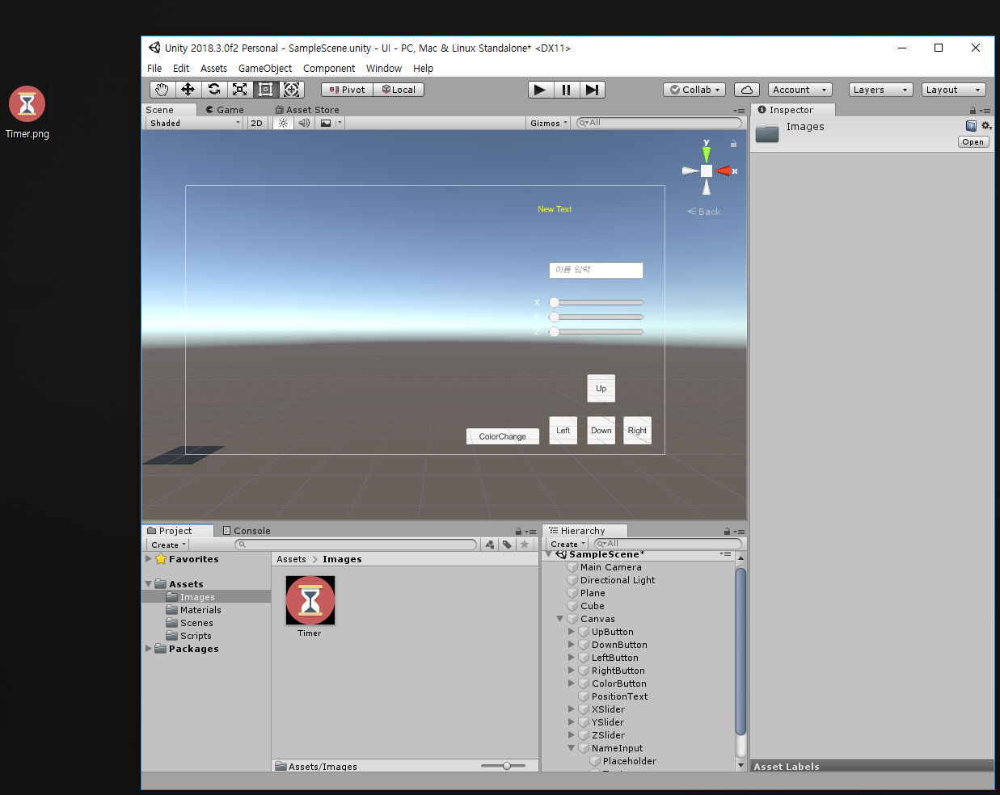 Timer.png
Unity 2018.3.0f2 Personal - SampleScene.unity - UI - PC, Mac & Linux Standalone* <DX11>
File Edit Assets GameObject Component Window Help
Pivot Local Collab Account Layers Layout
Scene Game Asset Store
Shaded 2D Gizmos All
y
x
Back
New Text
이름 입력
X
Y
Z
Up
Left Down Right
ColorChange
Inspector
Images
Open
Asset Labels
Project Console
Create
Favorites
Assets
Images
Materials
Scenes
Scripts
Packages
Assets > Images
Timer
Assets/Images
Hierarchy
Create All
SampleScene*
Main Camera
Directional Light
Plane
Cube
Canvas
UpButton
DownButton
LeftButton
RightButton
ColorButton
PositionText
XSlider
YSlider
ZSlider
NameInput
Placeholder